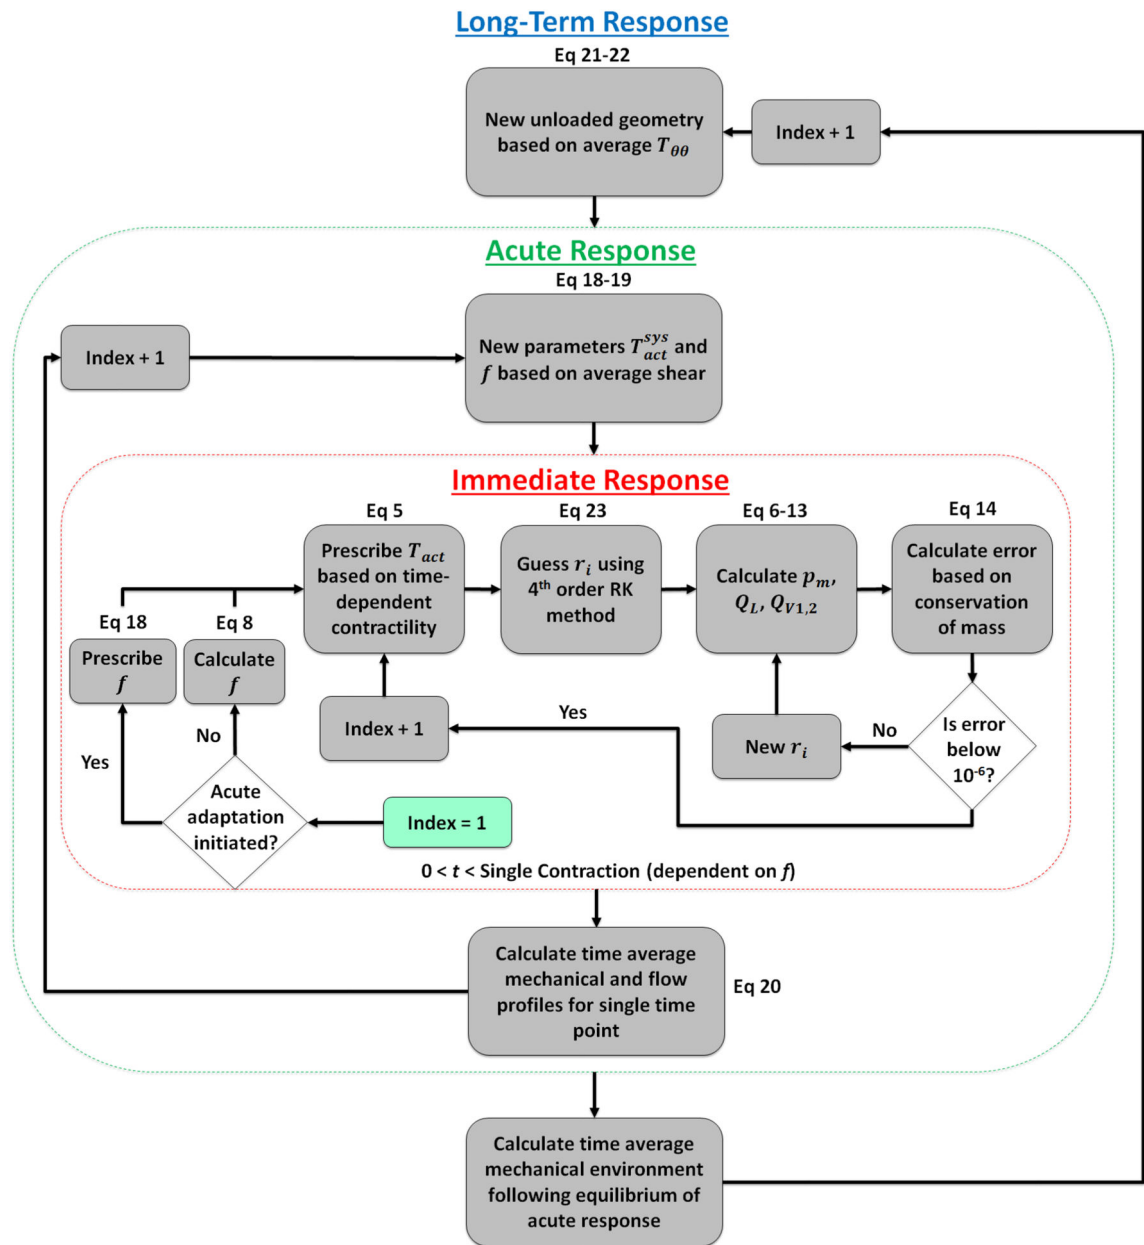 Long-Term Response
Eq 21-22
New unloaded geometry
based on average T_θθ
Index + 1
Acute Response
Eq 18-19
Index + 1
New parameters T_act^sys and
f based on average shear
Immediate Response
Eq 5
Eq 23
Eq 6-13
Eq 14
Prescribe T_act
based on time-
dependent
contractility
Guess r_i using
4th order RK
method
Calculate p_m,
Q_L, Q_V1,2
Calculate error
based on
conservation
of mass
Eq 18
Eq 8
Prescribe
f
Calculate
f
Index + 1
Yes
New r_i
No
Is error
below
10^-6?
No
Yes
Acute
adaptation
initiated?
Index = 1
0 < t < Single Contraction (dependent on f)
Calculate time average
mechanical and flow
profiles for single time
point
Eq 20
Calculate time average
mechanical environment
following equilibrium of
acute response